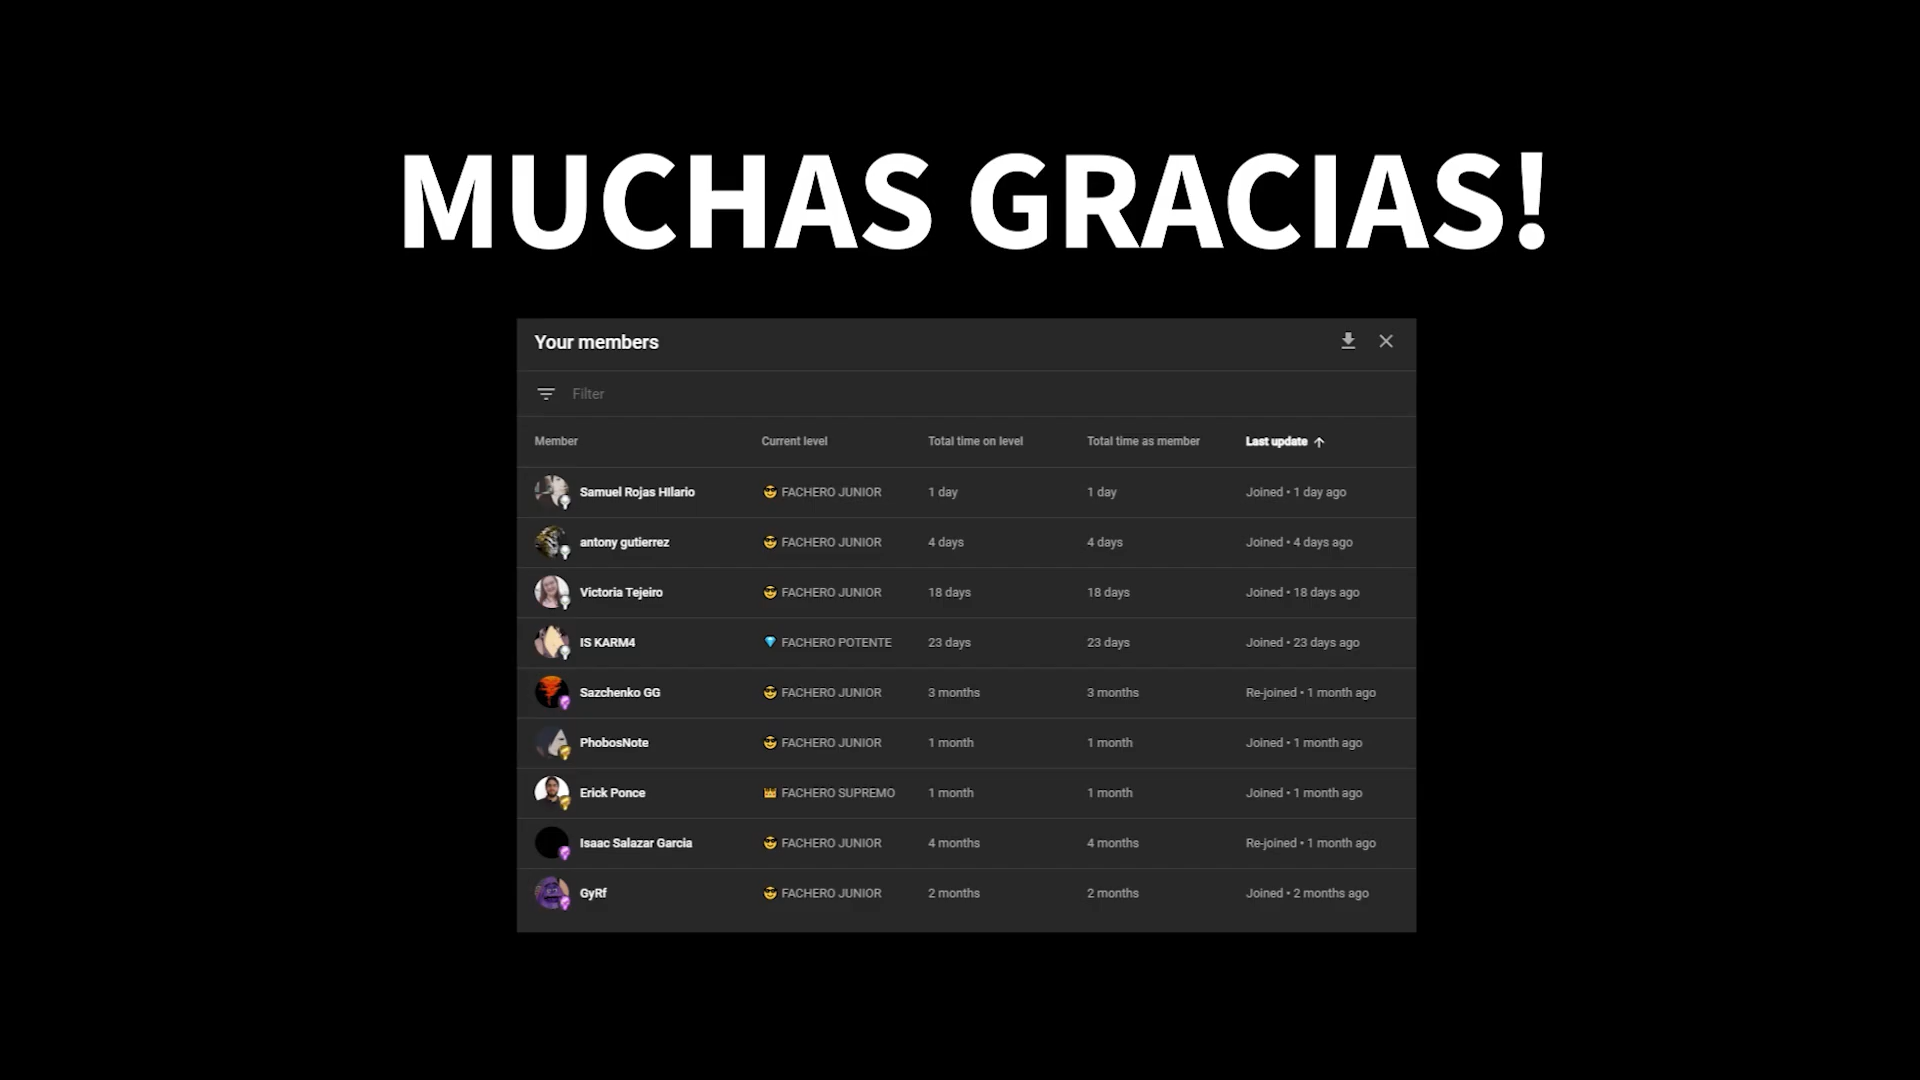 MUCHAS GRACIAS!
Your members
Filter
Member Current level Total time on level Total time as member Last update
Samuel Rojas HIlario FACHERO JUNIOR 1 day 1 day Joined • 1 day ago
antony gutierrez FACHERO JUNIOR 4 days 4 days Joined • 4 days ago
Victoria Tejeiro FACHERO JUNIOR 18 days 18 days Joined • 18 days ago
IS KARM4 FACHERO POTENTE 23 days 23 days Joined • 23 days ago
Sazchenko GG FACHERO JUNIOR 3 months 3 months Re-joined • 1 month ago
PhobosNote FACHERO JUNIOR 1 month 1 month Joined • 1 month ago
Erick Ponce FACHERO SUPREMO 1 month 1 month Joined • 1 month ago
Isaac Salazar Garcia FACHERO JUNIOR 4 months 4 months Re-joined • 1 month ago
GyRf FACHERO JUNIOR 2 months 2 months Joined • 2 months ago